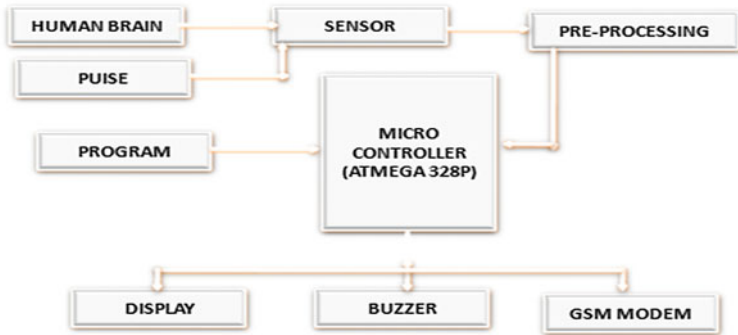 HUMAN BRAIN
SENSOR
PRE-PROCESSING
PUISE
PROGRAM
MICRO
CONTROLLER
(ATMEGA 328P)
DISPLAY
BUZZER
GSM MODEM